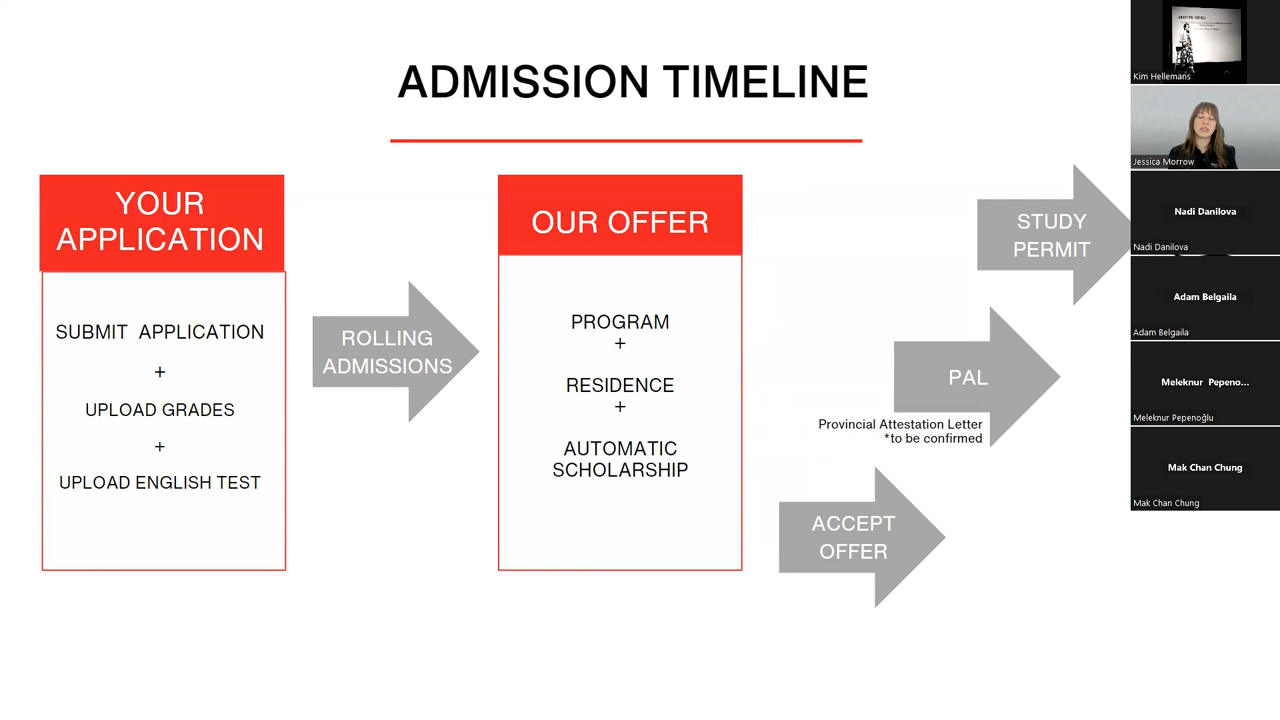 ADMISSION TIMELINE
YOUR
APPLICATION
SUBMIT APPLICATION
+
UPLOAD GRADES
+
UPLOAD ENGLISH TEST
ROLLING
ADMISSIONS
OUR OFFER
PROGRAM
+
RESIDENCE
+
AUTOMATIC
SCHOLARSHIP
ACCEPT
OFFER
PAL
Provincial Attestation Letter
*to be confirmed
STUDY
PERMIT
Kim Hellemans
Jessica Morrow
Nadi Danilova
Nadi Danilova
Adam Belgaila
Adam Belgaila
Meleknur Pepeno...
Meleknur Pepenoğlu
Mak Chan Chung
Mak Chan Chung